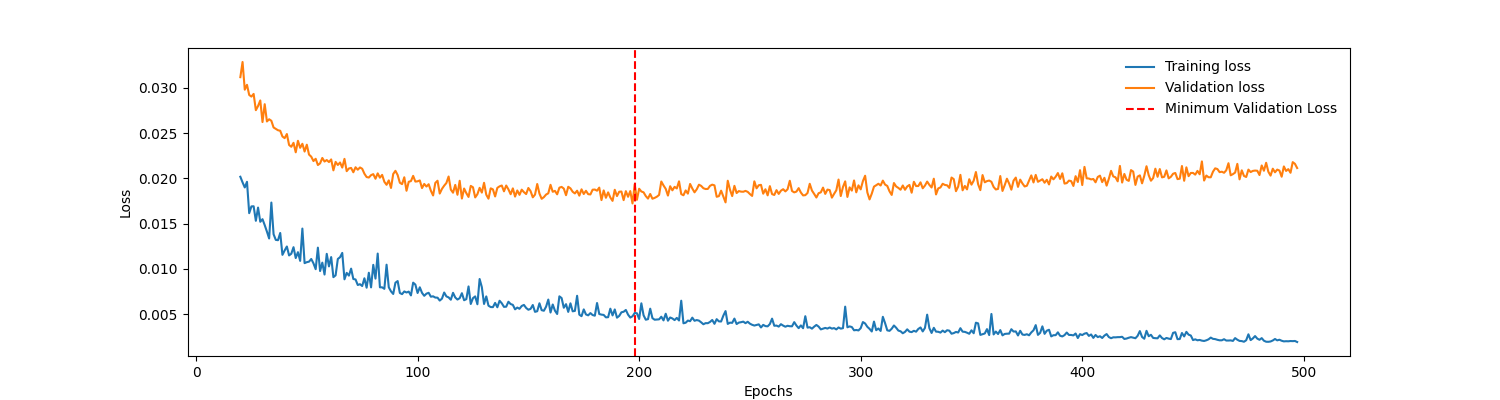 0.030
0.025
0.020
0.015
0.010
0.005
Loss
0 100 200 300 400 500
Epochs
Training loss
Validation loss
Minimum Validation Loss